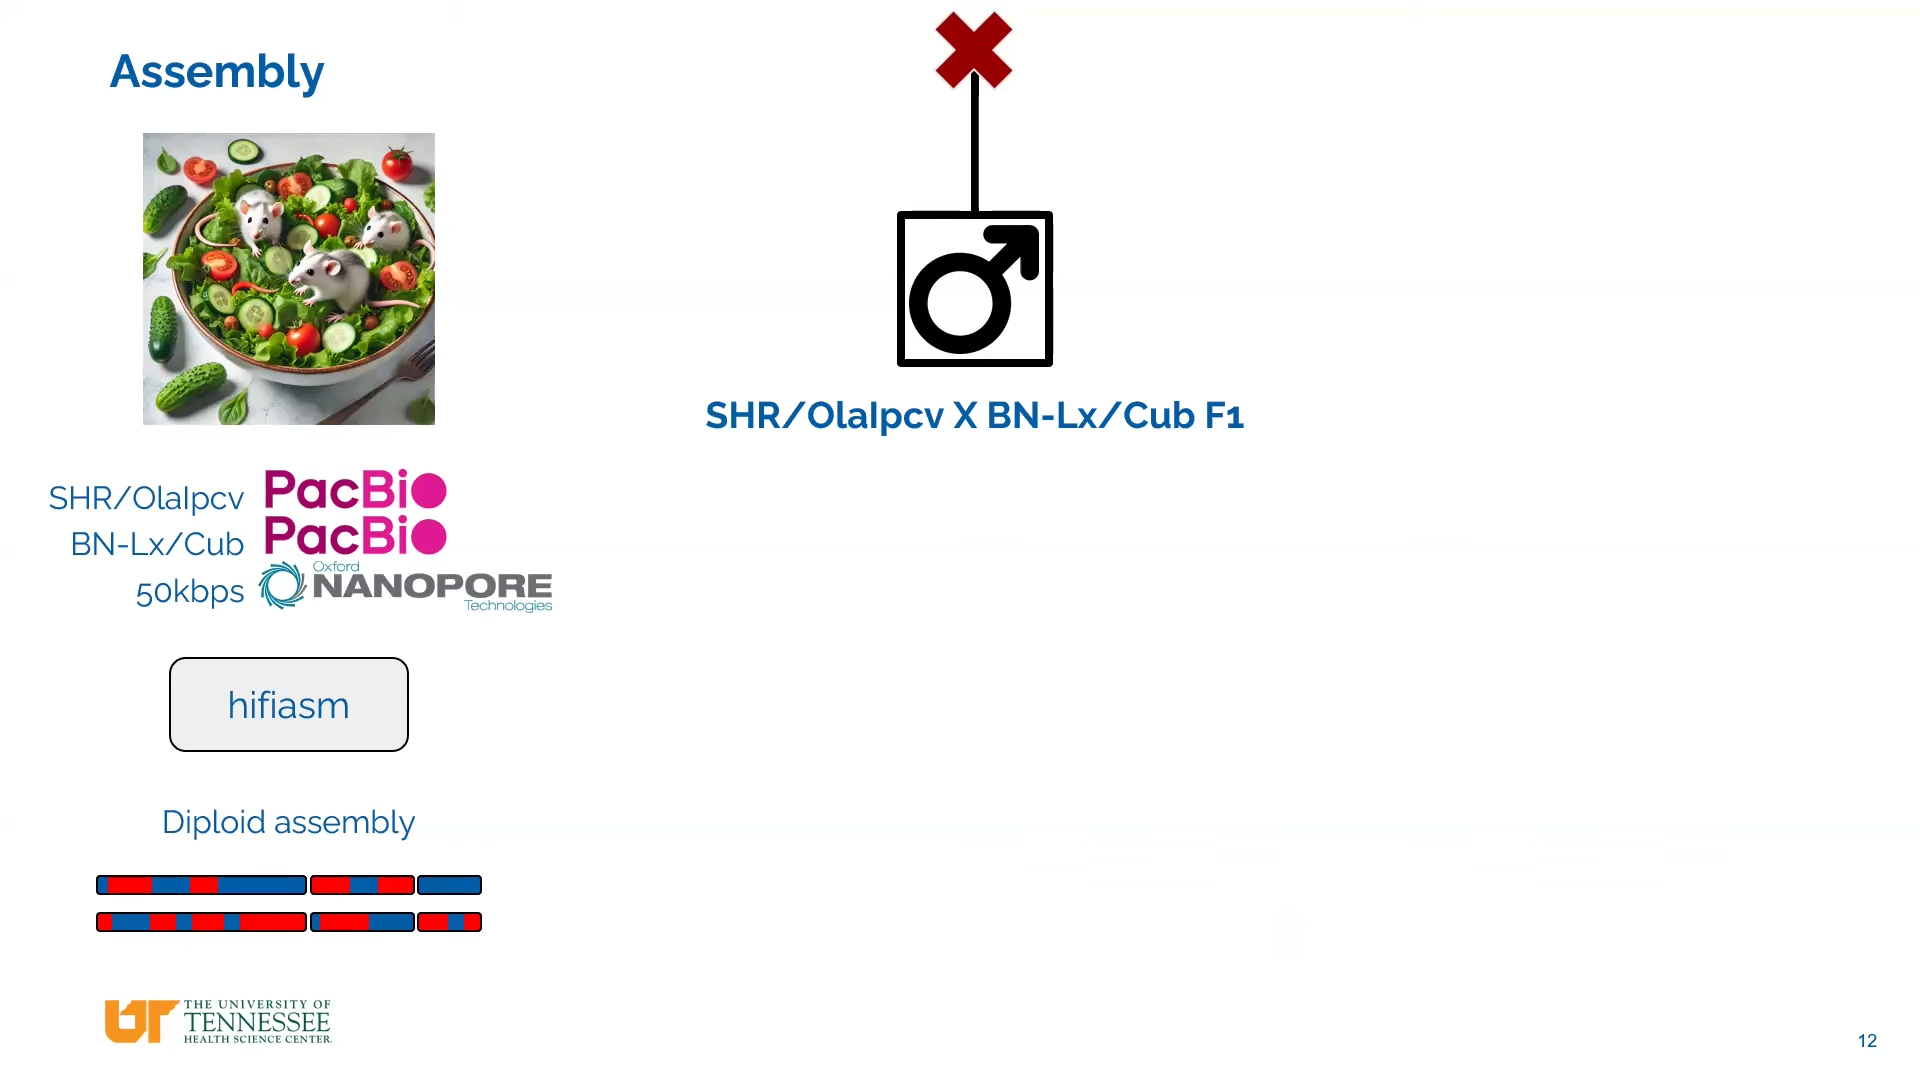 Assembly
SHR/OlaIpcv X BN-Lx/Cub F1
SHR/OlaIpcv PacBio
BN-Lx/Cub PacBio
50kbps Oxford NANOPORE Technologies
hifiasm
Diploid assembly
UT THE UNIVERSITY OF
TENNESSEE
HEALTH SCIENCE CENTER.
12